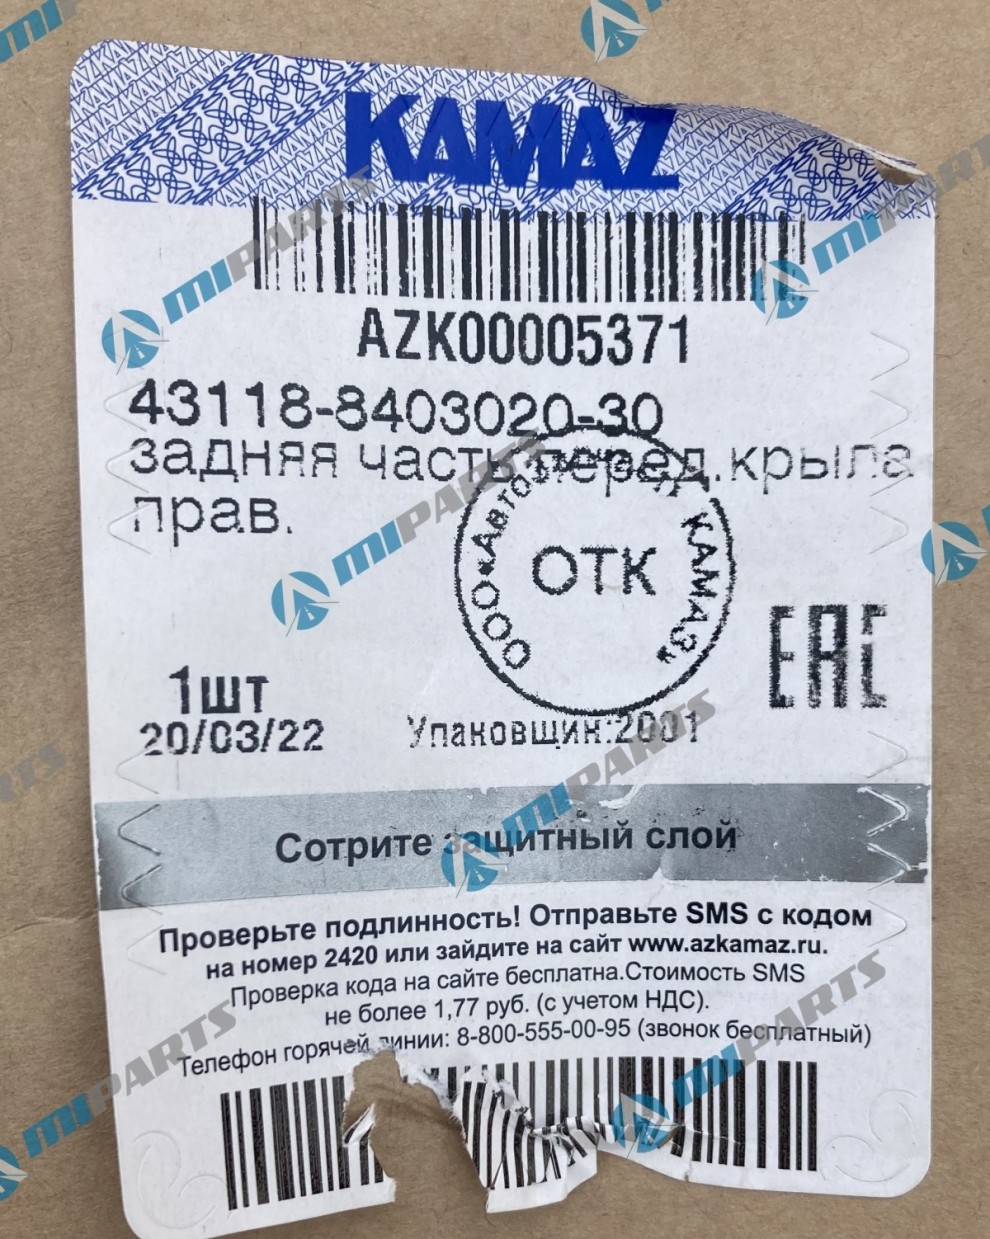 KAMAZ
AZK00005371
43118-8403020-30
задняя часть перед.крыла
прав.
ООО «Авто КАМАЗ»
ОТК
EAC
1шт
20/03/22
Упаковщик:2001
Сотрите защитный слой
Проверьте подлинность! Отправьте SMS с кодом
на номер 2420 или зайдите на сайт www.azkamaz.ru.
Проверка кода на сайте бесплатна.Стоимость SMS
не более 1,77 руб. (с учетом НДС).
Телефон горячей линии: 8-800-555-00-95 (звонок бесплатный)
MIPARTS